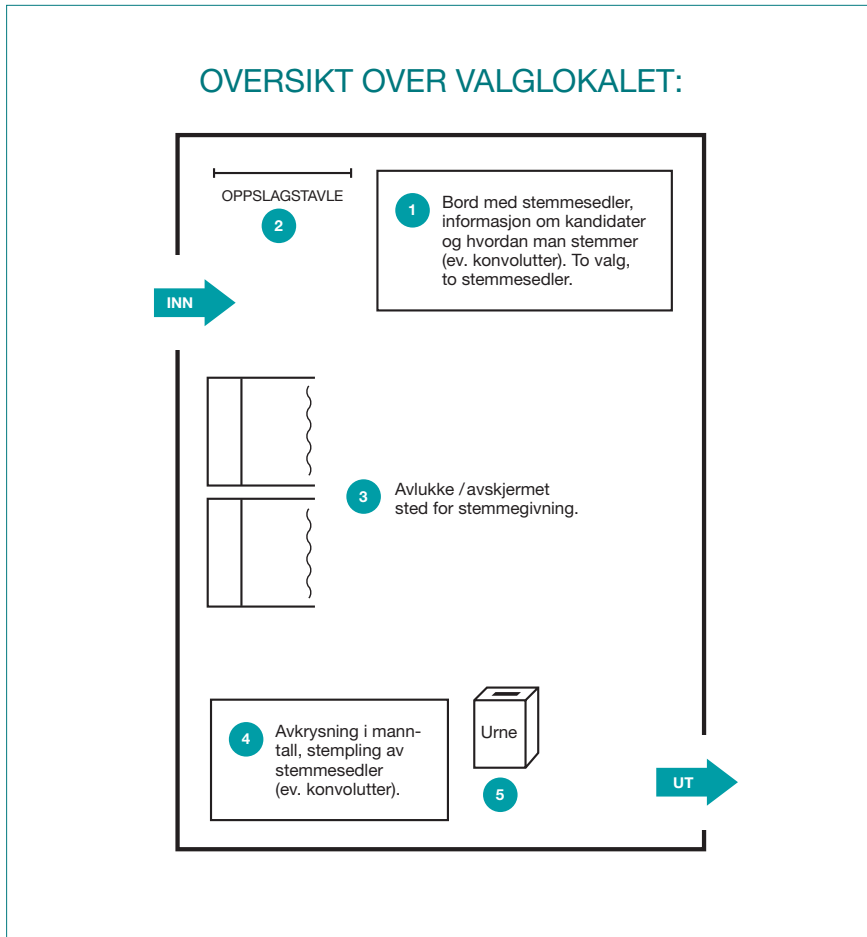 OVERSIKT OVER VALGLOKALET:
OPPSLAGSTAVLE
2
1
Bord med stemmesedler,
informasjon om kandidater
og hvordan man stemmer
(ev. konvolutter). To valg,
to stemmesedler.
INN
3
Avlukke / avskjermet
sted for stemmegivning.
4
Avkrysning i mann-
tall, stempling av
stemmesedler
(ev. konvolutter).
Urne
5
UT